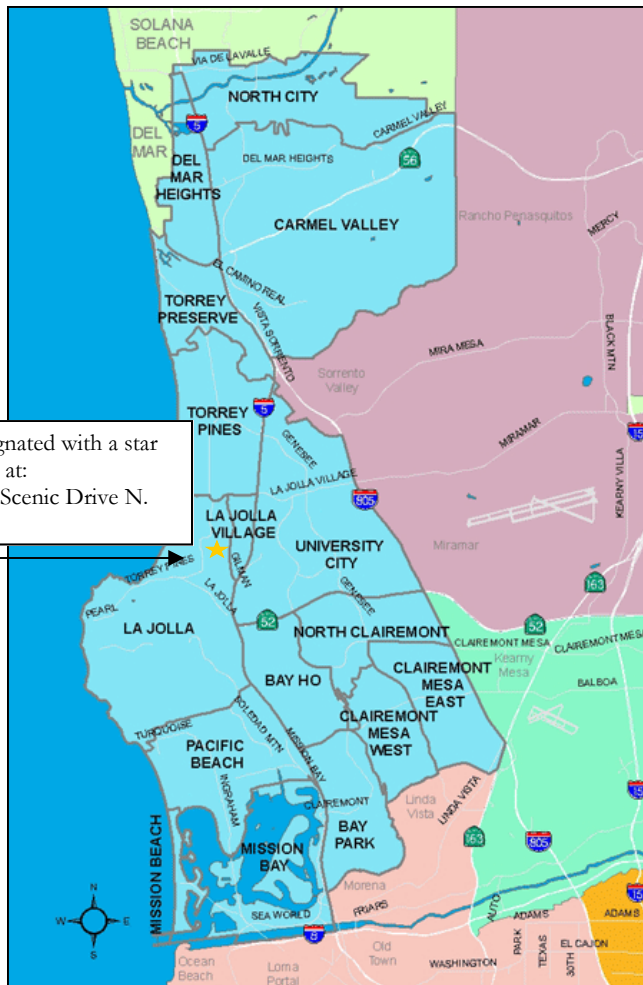 SOLANA
BEACH
VIA DE LAVALLE
NORTH CITY
5
CARMEL VALLEY
DEL
MAR
DEL
MAR
HEIGHTS
DEL MAR HEIGHTS
56
CARMEL VALLEY
Rancho Penasquitos
MERCY
EL CAMINO REAL
TORREY
PRESERVE
VISTA SORRENTO
BLACK MTN
MIRA MESA
Sorrento
Valley
TORREY
PINES
5
GENESEE
MIRAMAR
15
gnated with a star
at:
Scenic Drive N.
LA JOLLA VILLAGE
805
KEARNY VILLA
LA JOLLA
VILLAGE
GILMAN
UNIVERSITY
CITY
Miramar
TORREY PINES
LA JOLLA
GENESEE
163
PEARL
LA JOLLA
52
NORTH CLAIREMONT
52
CLAIREMONT MESA
CLAIREMONT MESA
Kearny
Mesa
BAY HO
CLAIREMONT
MESA
EAST
BALBOA
SOLEDAD MTN
MISSION BAY
CLAIREMONT
MESA
WEST
TURQUOISE
PACIFIC
BEACH
INGRAHAM
CLAIREMONT
Linda
Vista
LINDA VISTA
15
BAY
PARK
163
805
MISSION BEACH
MISSION
BAY
Morena
15
N
W
E
S
SEA WORLD
FRIARS
8
AUTO
ADAMS
ADAMS
PARK
TEXAS
30TH
EL CAJON
Ocean
Beach
Loma
Portal
Old
Town
WASHINGTON